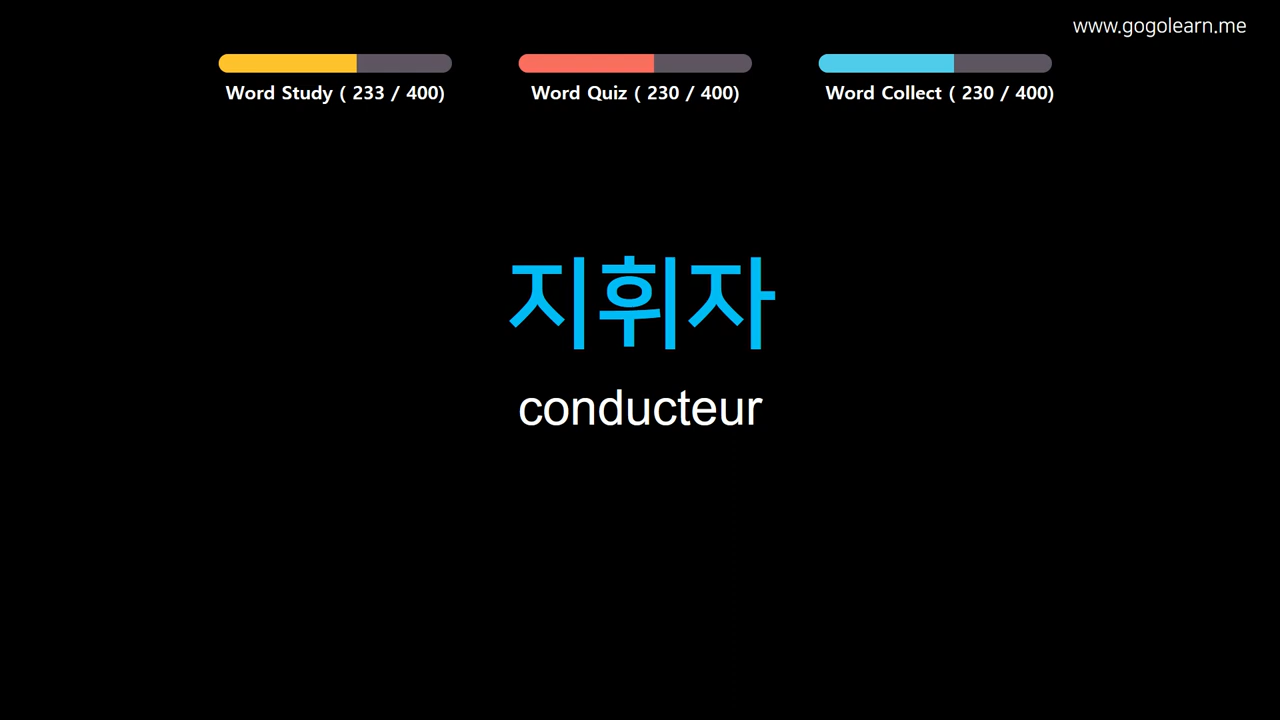 www.gogolearn.me
Word Study ( 233 / 400)
Word Quiz ( 230 / 400)
Word Collect ( 230 / 400)
지휘자
conducteur